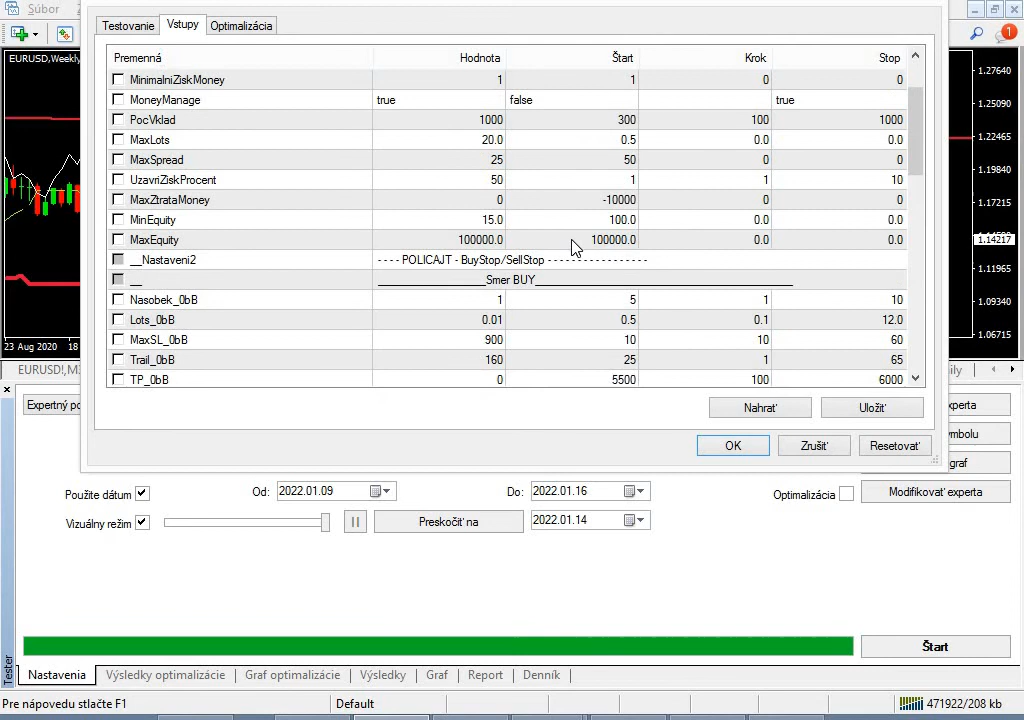 Súbor
1
EURUSD,Weekly
Testovanie Vstupy Optimalizácia
Premenná Hodnota Štart Krok Stop
MinimalniZiskMoney 1 1 0 0
MoneyManage true false true
PocVklad 1000 300 100 1000
MaxLots 20.0 0.5 0.0 0.0
MaxSpread 25 50 0 0
UzavriZiskProcent 50 1 1 10
MaxZtrataMoney 0 -10000 0 0
MinEquity 15.0 100.0 0.0 0.0
MaxEquity 100000.0 100000.0 0.0 0.0
__Nastaveni2 - - - - POLICAJT - BuyStop/SellStop - - - - - - - - - - - - - - - - -
__ __________________Smer BUY___________________________________________
Nasobek_0bB 1 5 1 10
Lots_0bB 0.01 0.5 0.1 12.0
MaxSL_0bB 900 10 10 60
Trail_0bB 160 25 1 65
TP_0bB 0 5500 100 6000
Nahrať Uložiť
OK Zrušiť Resetovať
1.27640
1.25090
1.22465
1.19840
1.17215
1.14217
1.11965
1.09340
1.06715
23 Aug 2020 18
EURUSD!,M
ily
Expertný po
xperta
mbolu
graf
Použite dátum Od: 2022.01.09 Do: 2022.01.16 Optimalizácia Modifikovať experta
Vizuálny režim Preskočiť na 2022.01.14
Štart
Tester
Nastavenia Výsledky optimalizácie Graf optimalizácie Výsledky Graf Report Denník
Pre nápovedu stlačte F1 Default 471922/208 kb